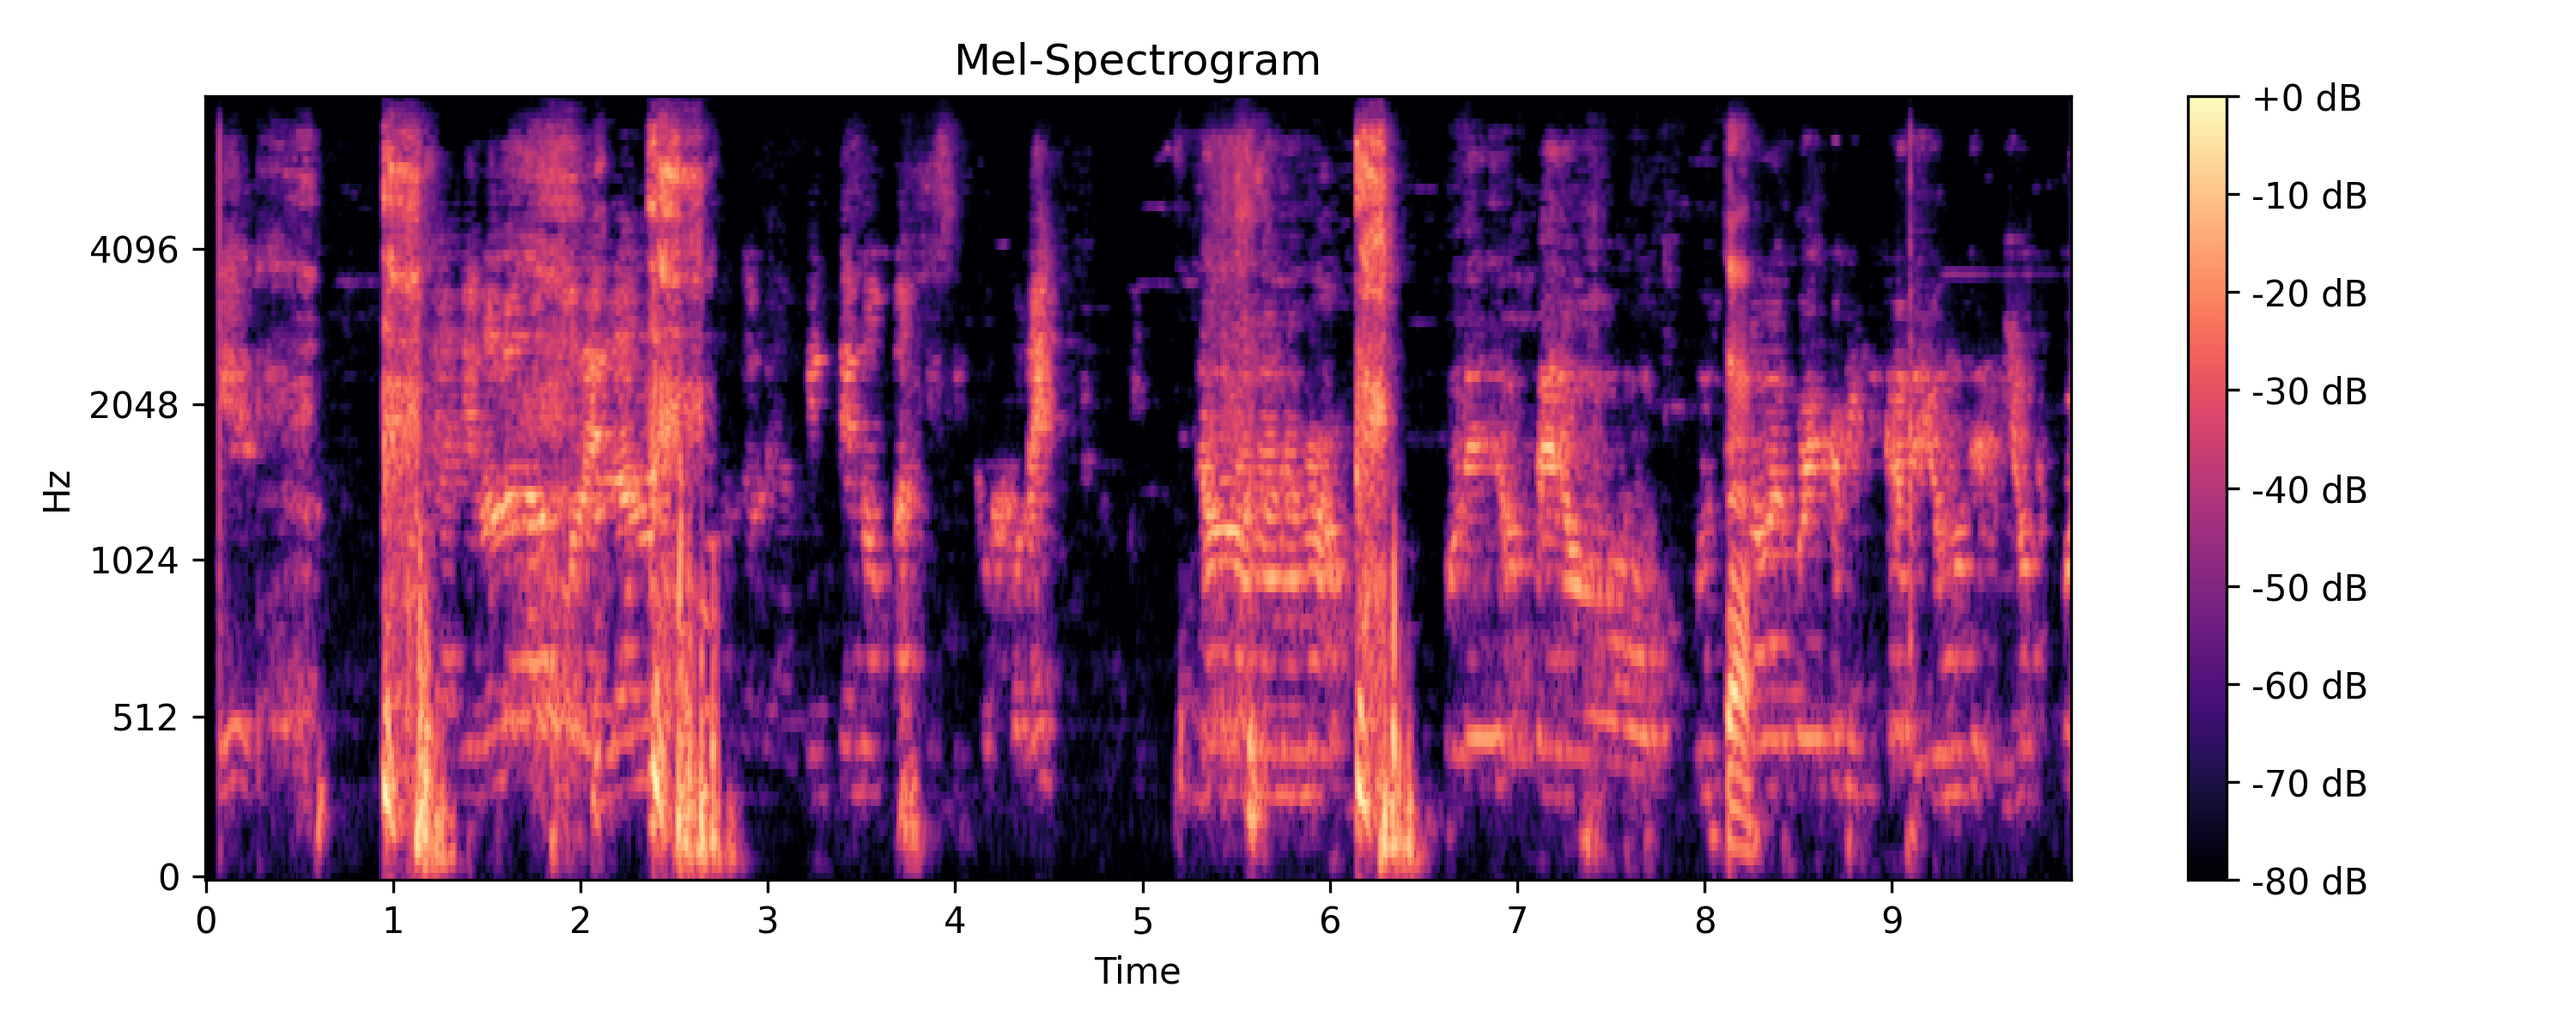 Mel-Spectrogram
Hz
4096
2048
1024
512
0
0 1 2 3 4 5 6 7 8 9
Time
+0 dB
-10 dB
-20 dB
-30 dB
-40 dB
-50 dB
-60 dB
-70 dB
-80 dB